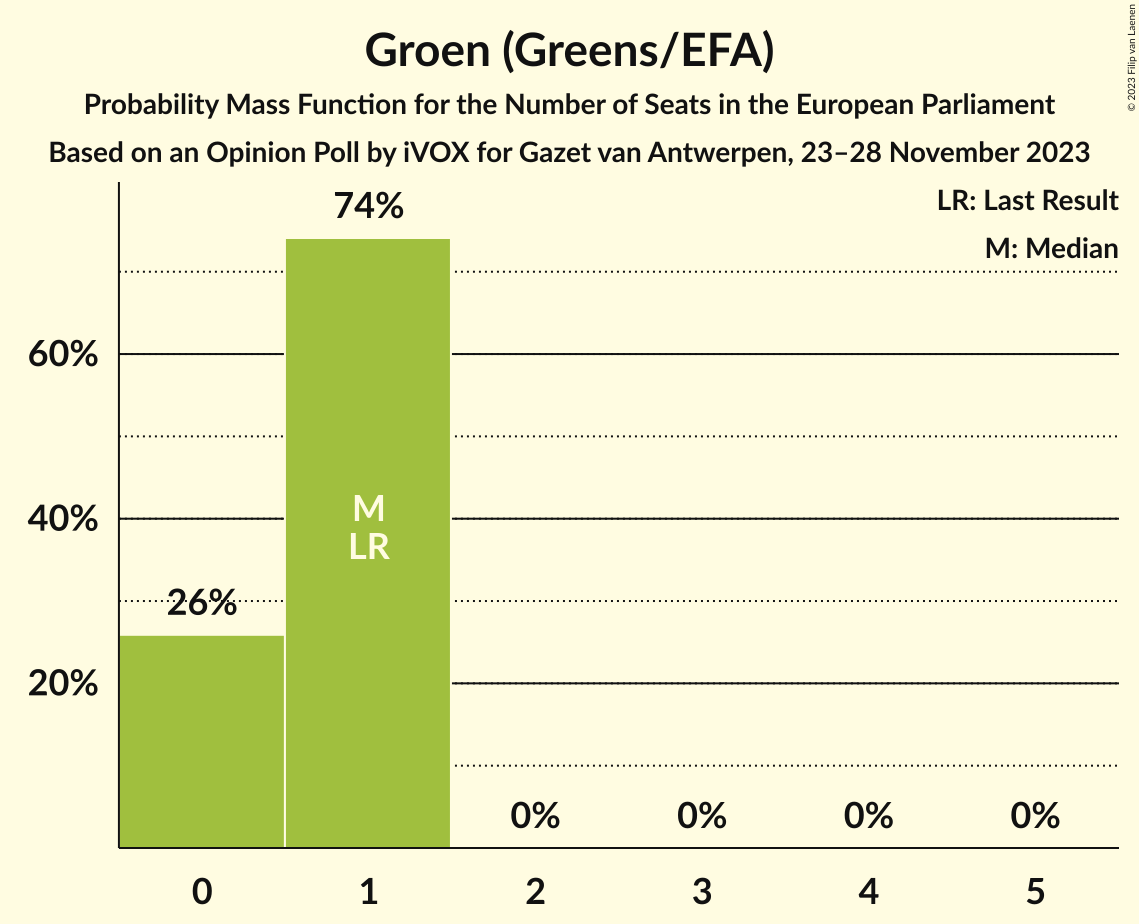 Groen (Greens/EFA)
Probability Mass Function for the Number of Seats in the European Parliament
Based on an Opinion Poll by iVOX for Gazet van Antwerpen, 23–28 November 2023
© 2023 Filip van Laenen
LR: Last Result
M: Median
74%
60%
40%
20%
26%
M
LR
0%
0%
0%
0%
0
1
2
3
4
5